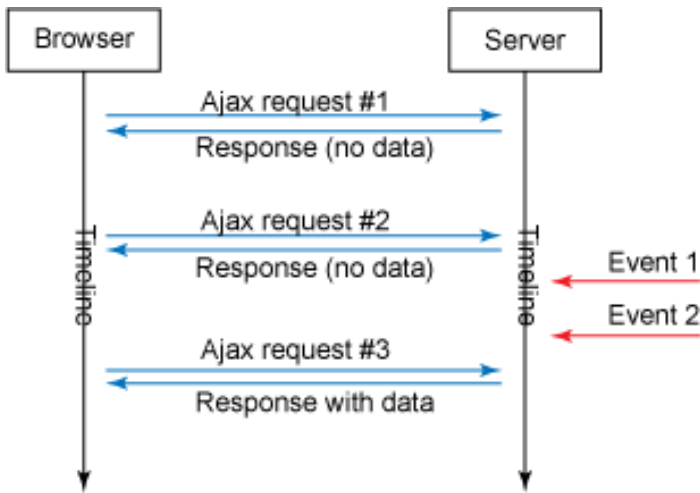 Browser
Server
Ajax request #1
Response (no data)
Ajax request #2
Response (no data)
Timeline
Timeline
Event 1
Event 2
Ajax request #3
Response with data